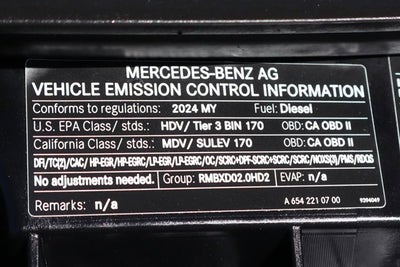 MERCEDES-BENZ AG
VEHICLE EMISSION CONTROL INFORMATION
Conforms to regulations: 2024 MY Fuel: Diesel
U.S. EPA Class/ stds.: HDV/ Tier 3 BIN 170 OBD: CA OBD II
California Class/ stds.: MDV/ SULEV 170 OBD: CA OBD II
DFI/TC(2)/CAC/ HP-EGR/HP-EGRC/LP-EGR/LP-EGRC/OC/SCRC+DPF-SCRC+SCRC/SCRC/NOXS(3)/PMS/RDQS
No adjustments needed. Group: RMBXD02.0HD2 EVAP: n/a
Remarks: n/a
A 654 221 07 00